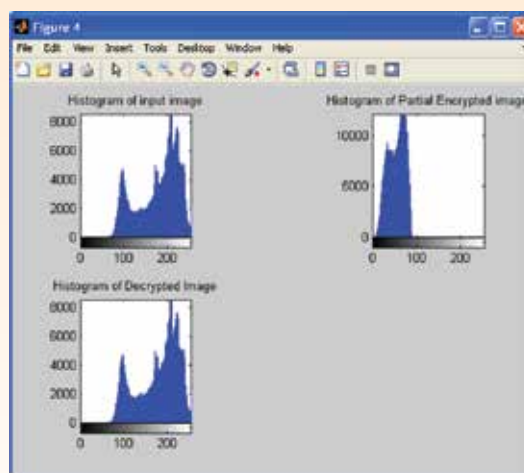 Figure 4
File Edit View Insert Tools Desktop Window Help
Histogram of input image
8000
6000
4000
2000
0
0 100 200
Histogram of Partial Encrypted image
10000
5000
0
0 100 200
Histogram of Decrypted Image
8000
6000
4000
2000
0
0 100 200